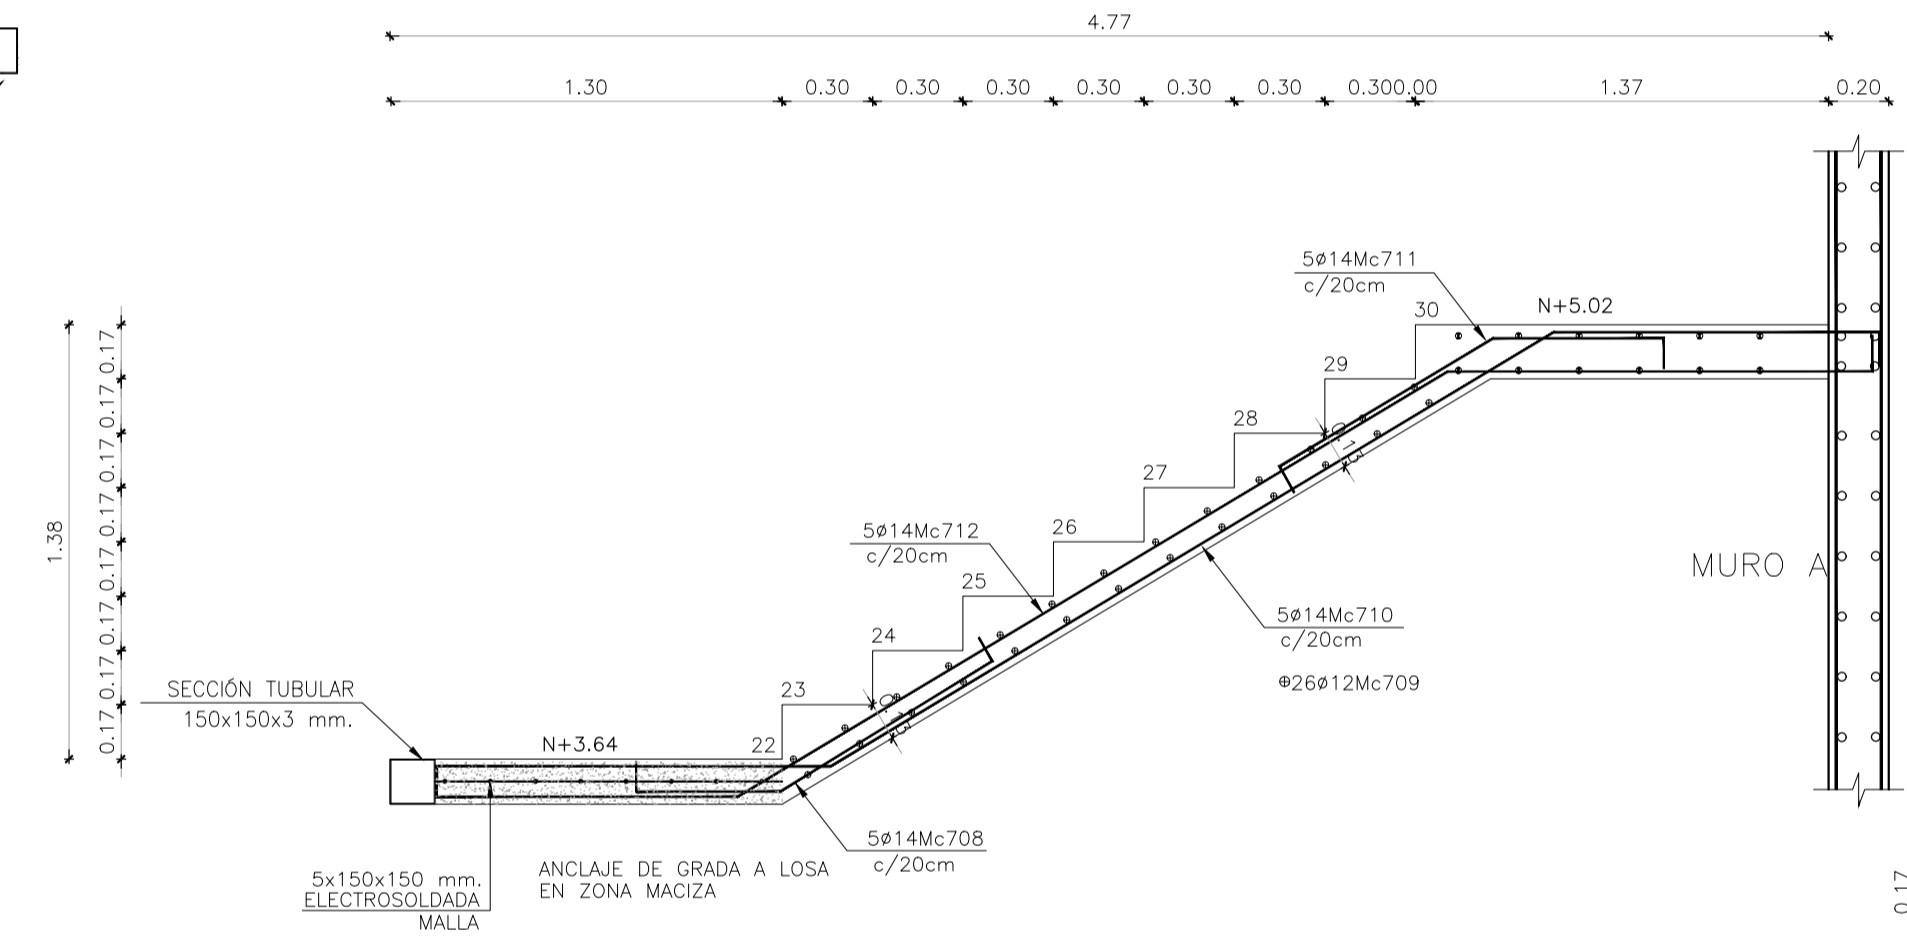 4.77
1.30 0.30 0.30 0.30 0.30 0.30 0.30 0.300.00 1.37 0.20
5ø14Mc711
c/20cm
30
N+5.02
29
28
27
26
25
24
23
22
0.13
5ø14Mc712
c/20cm
MURO A
5ø14Mc710
c/20cm
⊕26ø12Mc709
1.38
0.17 0.17 0.17 0.17 0.17 0.17 0.17 0.17
SECCIÓN TUBULAR
150x150x3 mm.
N+3.64
5ø14Mc708
c/20cm
5x150x150 mm.
ELECTROSOLDADA
MALLA
ANCLAJE DE GRADA A LOSA
EN ZONA MACIZA
0.17